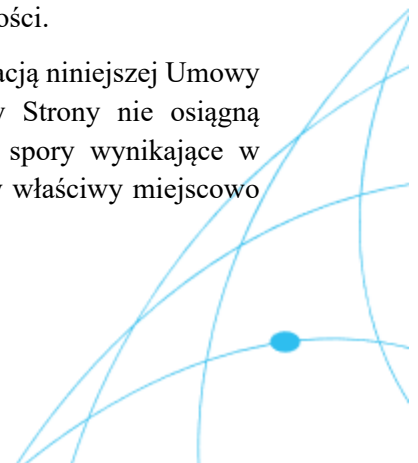 ości.
acją niniejszej Umowy
Strony nie osiągną
spory wynikające w
właściwy miejscowo